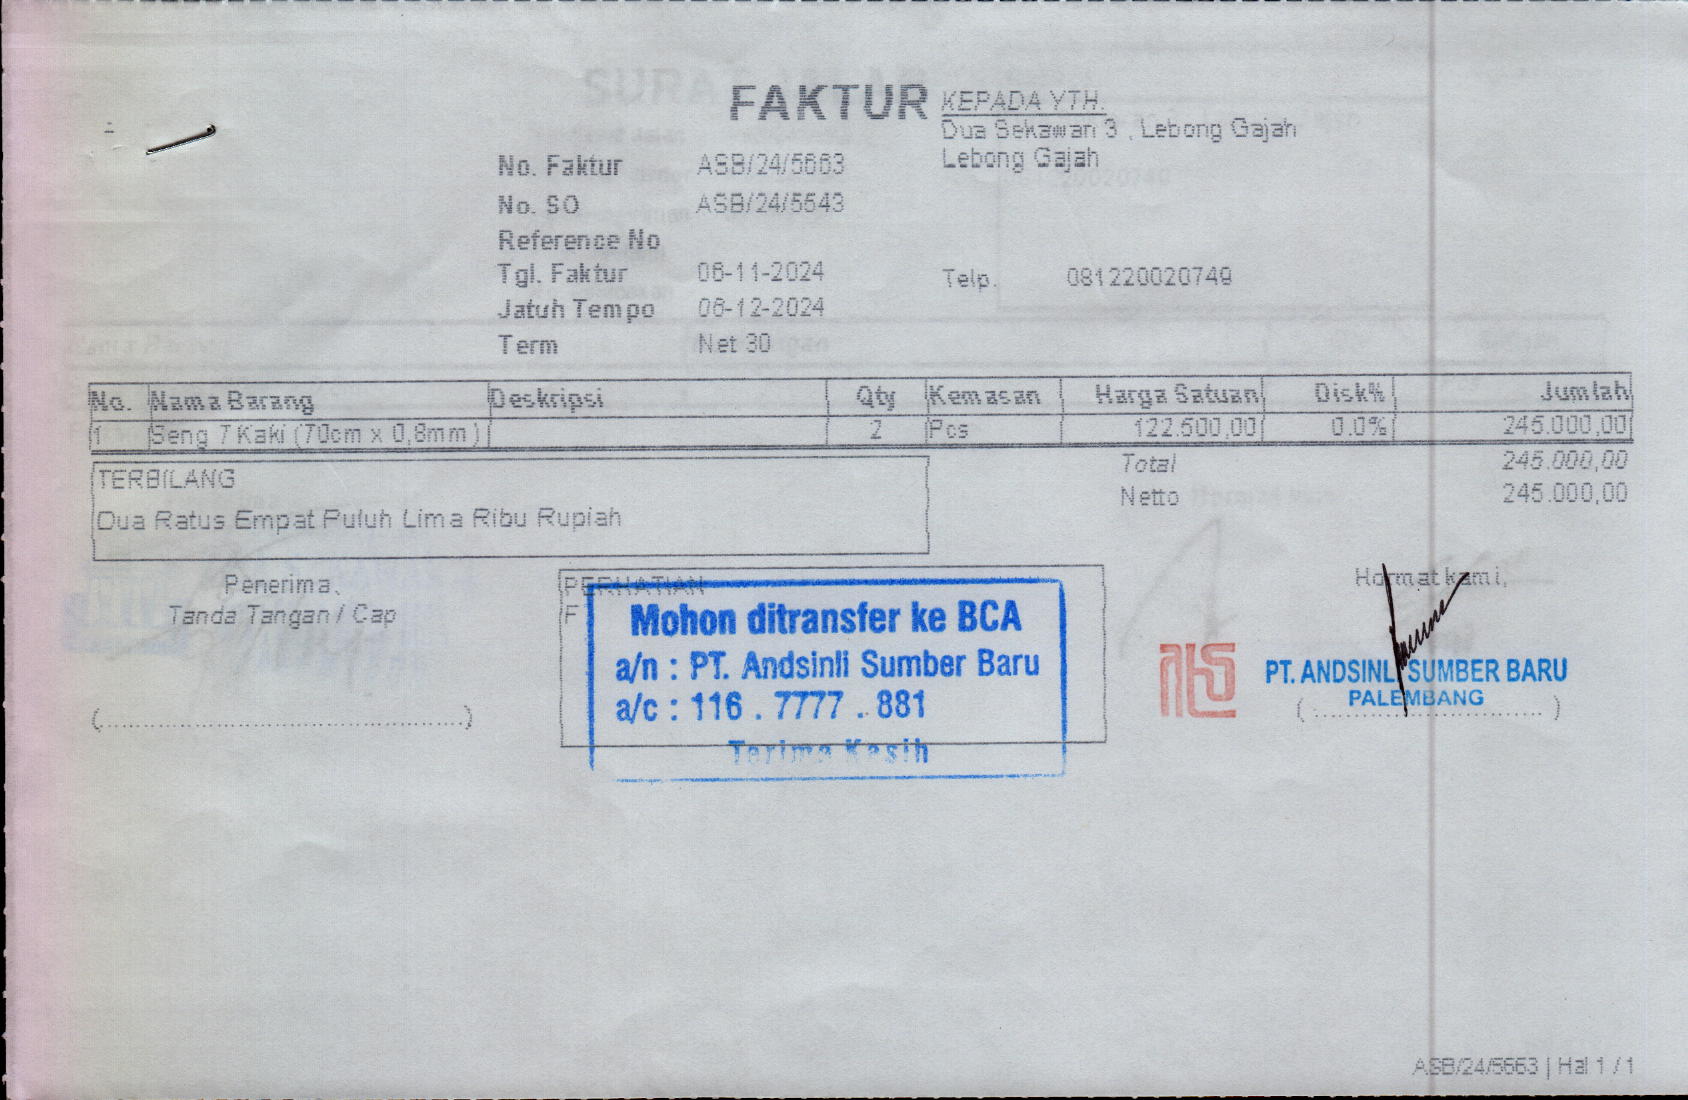 FAKTUR
KEPADA YTH.
Dua Sekawan 3 , Lebong Gajah
Lebong Gajah
No. Faktur ASB/24/5663
No. SO ASB/24/5643
Reference No
Tgl. Faktur 06-11-2024
Telp. 081220020749
Jatuh Tempo 06-12-2024
Term Net 30
No. Nama Barang Deskripsi Qty Kemasan Harga Satuan Disk% Jumlah
1 Seng 7 Kaki (70cm x 0,8mm) 2 Pcs 122.500,00 0.0% 245.000,00
Total 245.000,00
Netto 245.000,00
TERBILANG
Dua Ratus Empat Puluh Lima Ribu Rupiah
Penerima,
Tanda Tangan / Cap
(........................................................)
PERHATIAN
F
Mohon ditransfer ke BCA
a/n : PT. Andsinli Sumber Baru
a/c : 116 . 7777 . 881
Terima Kasih
Hormat kami,
PT. ANDSINLI SUMBER BARU
PALEMBANG
(....................................)
ASB/24/5663 | Hal 1 / 1